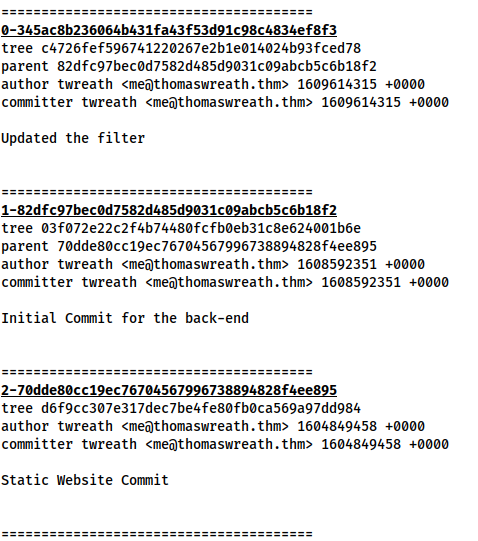 =======================================
0-345ac8b236064b431fa43f53d91c98c4834ef8f3
tree c4726fef596741220267e2b1e014024b93fced78
parent 82dfc97bec0d7582d485d9031c09abcb5c6b18f2
author twreath <me@thomaswreath.thm> 1609614315 +0000
committer twreath <me@thomaswreath.thm> 1609614315 +0000
Updated the filter
=======================================
1-82dfc97bec0d7582d485d9031c09abcb5c6b18f2
tree 03f072e22c2f4b74480fcfb0eb31c8e624001b6e
parent 70dde80cc19ec76704567996738894828f4ee895
author twreath <me@thomaswreath.thm> 1608592351 +0000
committer twreath <me@thomaswreath.thm> 1608592351 +0000
Initial Commit for the back-end
=======================================
2-70dde80cc19ec76704567996738894828f4ee895
tree d6f9cc307e317dec7be4fe80fb0ca569a97dd984
author twreath <me@thomaswreath.thm> 1604849458 +0000
committer twreath <me@thomaswreath.thm> 1604849458 +0000
Static Website Commit
=======================================